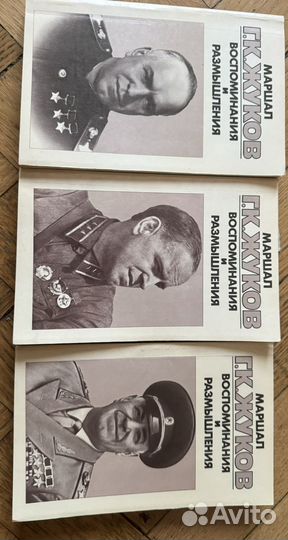 МАРШАЛ
Г.К.ЖУКОВ
ВОСПОМИНАНИЯ
И
РАЗМЫШЛЕНИЯ
МАРШАЛ
Г.К.ЖУКОВ
ВОСПОМИНАНИЯ
И
РАЗМЫШЛЕНИЯ
МАРШАЛ
Г.К.ЖУКОВ
ВОСПОМИНАНИЯ
И
РАЗМЫШЛЕНИЯ
Avito